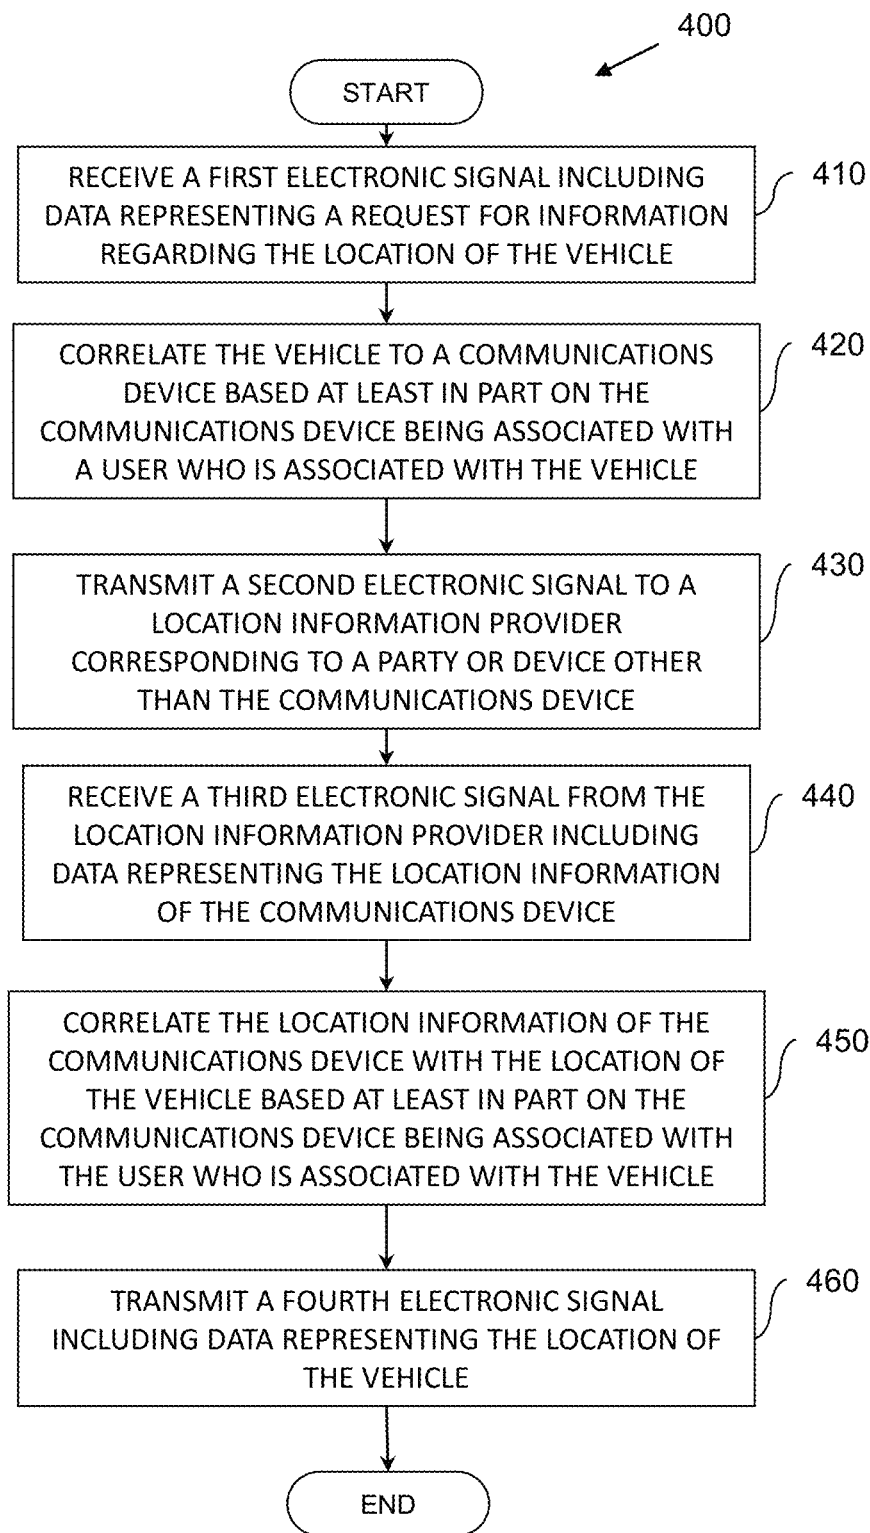 400
START
RECEIVE A FIRST ELECTRONIC SIGNAL INCLUDING
DATA REPRESENTING A REQUEST FOR INFORMATION
REGARDING THE LOCATION OF THE VEHICLE
410
CORRELATE THE VEHICLE TO A COMMUNICATIONS
DEVICE BASED AT LEAST IN PART ON THE
COMMUNICATIONS DEVICE BEING ASSOCIATED WITH
A USER WHO IS ASSOCIATED WITH THE VEHICLE
420
TRANSMIT A SECOND ELECTRONIC SIGNAL TO A
LOCATION INFORMATION PROVIDER
CORRESPONDING TO A PARTY OR DEVICE OTHER
THAN THE COMMUNICATIONS DEVICE
430
RECEIVE A THIRD ELECTRONIC SIGNAL FROM THE
LOCATION INFORMATION PROVIDER INCLUDING
DATA REPRESENTING THE LOCATION INFORMATION
OF THE COMMUNICATIONS DEVICE
440
CORRELATE THE LOCATION INFORMATION OF THE
COMMUNICATIONS DEVICE WITH THE LOCATION OF
THE VEHICLE BASED AT LEAST IN PART ON THE
COMMUNICATIONS DEVICE BEING ASSOCIATED WITH
THE USER WHO IS ASSOCIATED WITH THE VEHICLE
450
TRANSMIT A FOURTH ELECTRONIC SIGNAL
INCLUDING DATA REPRESENTING THE LOCATION OF
THE VEHICLE
460
END